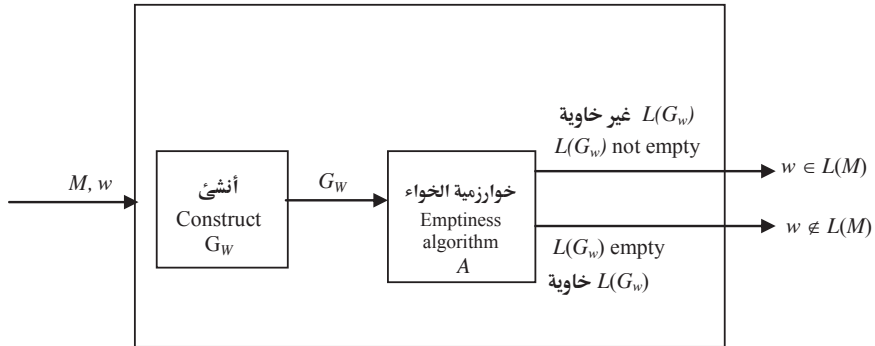 M, w
أنشئ
Construct
G_W
G_W
خوارزمية الخواء
Emptiness
algorithm
A
غير خاوية L(G_w)
L(G_w) not empty
w ∈ L(M)
w ∉ L(M)
L(G_w) empty
خاوية L(G_w)